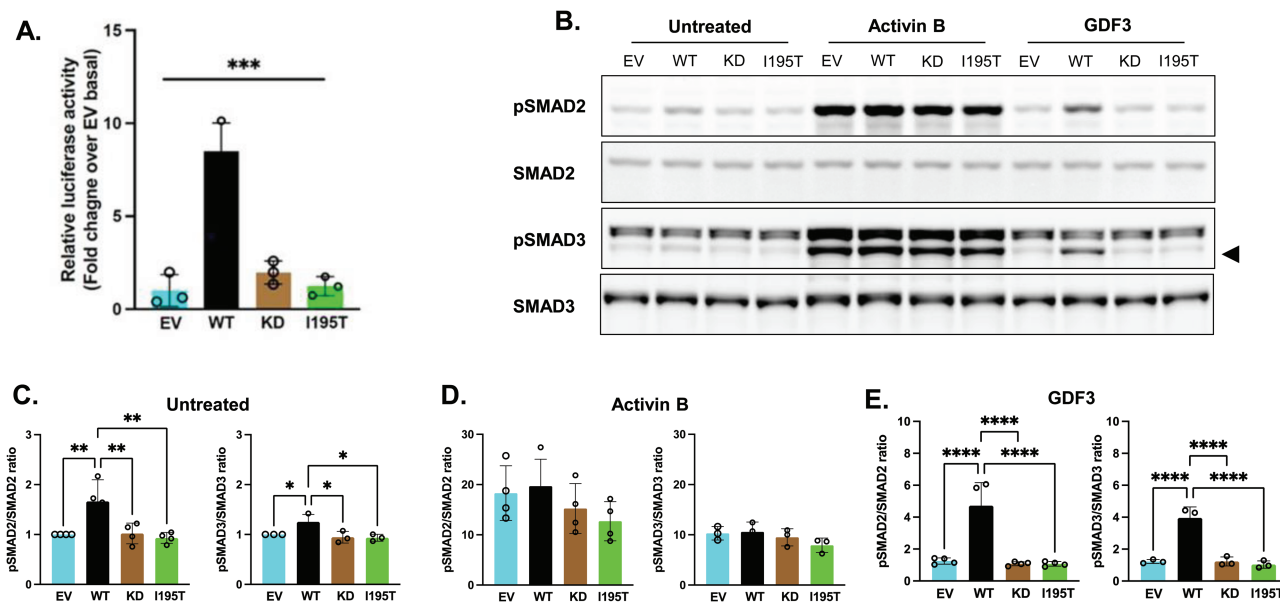 A.
Relative luciferase activity
(Fold chagne over EV basal)
15
10
5
0
***
EV WT KD I195T
B.
Untreated Activin B GDF3
EV WT KD I195T EV WT KD I195T EV WT KD I195T
pSMAD2
SMAD2
pSMAD3
SMAD3
C.
Untreated
pSMAD2/SMAD2 ratio
3
2
1
0
** ** **
EV WT KD I195T
pSMAD3/SMAD3 ratio
3
2
1
0
* * *
EV WT KD I195T
D.
Activin B
pSMAD2/SMAD2 ratio
30
20
10
0
EV WT KD I195T
pSMAD3/SMAD3 ratio
30
20
10
0
EV WT KD I195T
E.
GDF3
pSMAD2/SMAD2 ratio
10
8
6
4
2
0
****
**** ****
EV WT KD I195T
pSMAD3/SMAD3 ratio
10
8
6
4
2
0
****
**** ****
EV WT KD I195T